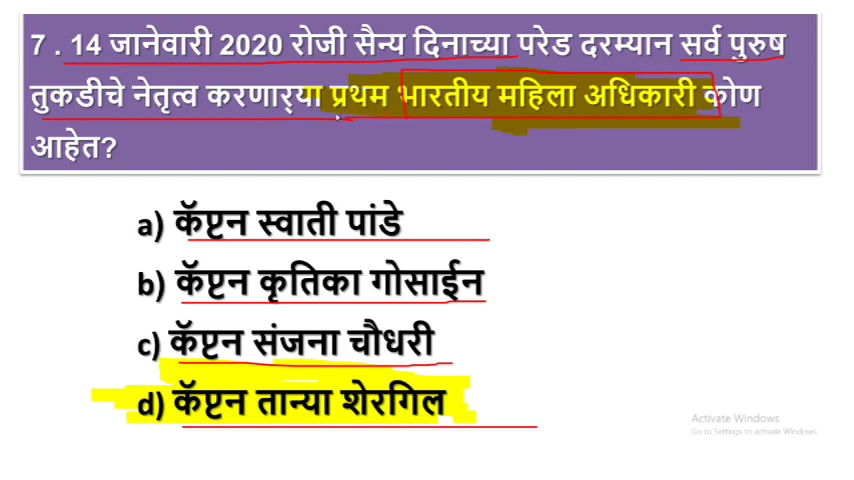 7 . 14 जानेवारी 2020 रोजी सैन्य दिनाच्या परेड दरम्यान सर्व पुरुष
तुकडीचे नेतृत्व करणाऱ्या प्रथम भारतीय महिला अधिकारी कोण
आहेत?
a) कॅप्टन स्वाती पांडे
b) कॅप्टन कृतिका गोसाईन
c) कॅप्टन संजना चौधरी
d) कॅप्टन तान्या शेरगिल
Activate Windows
Go to Settings to activate Windows.